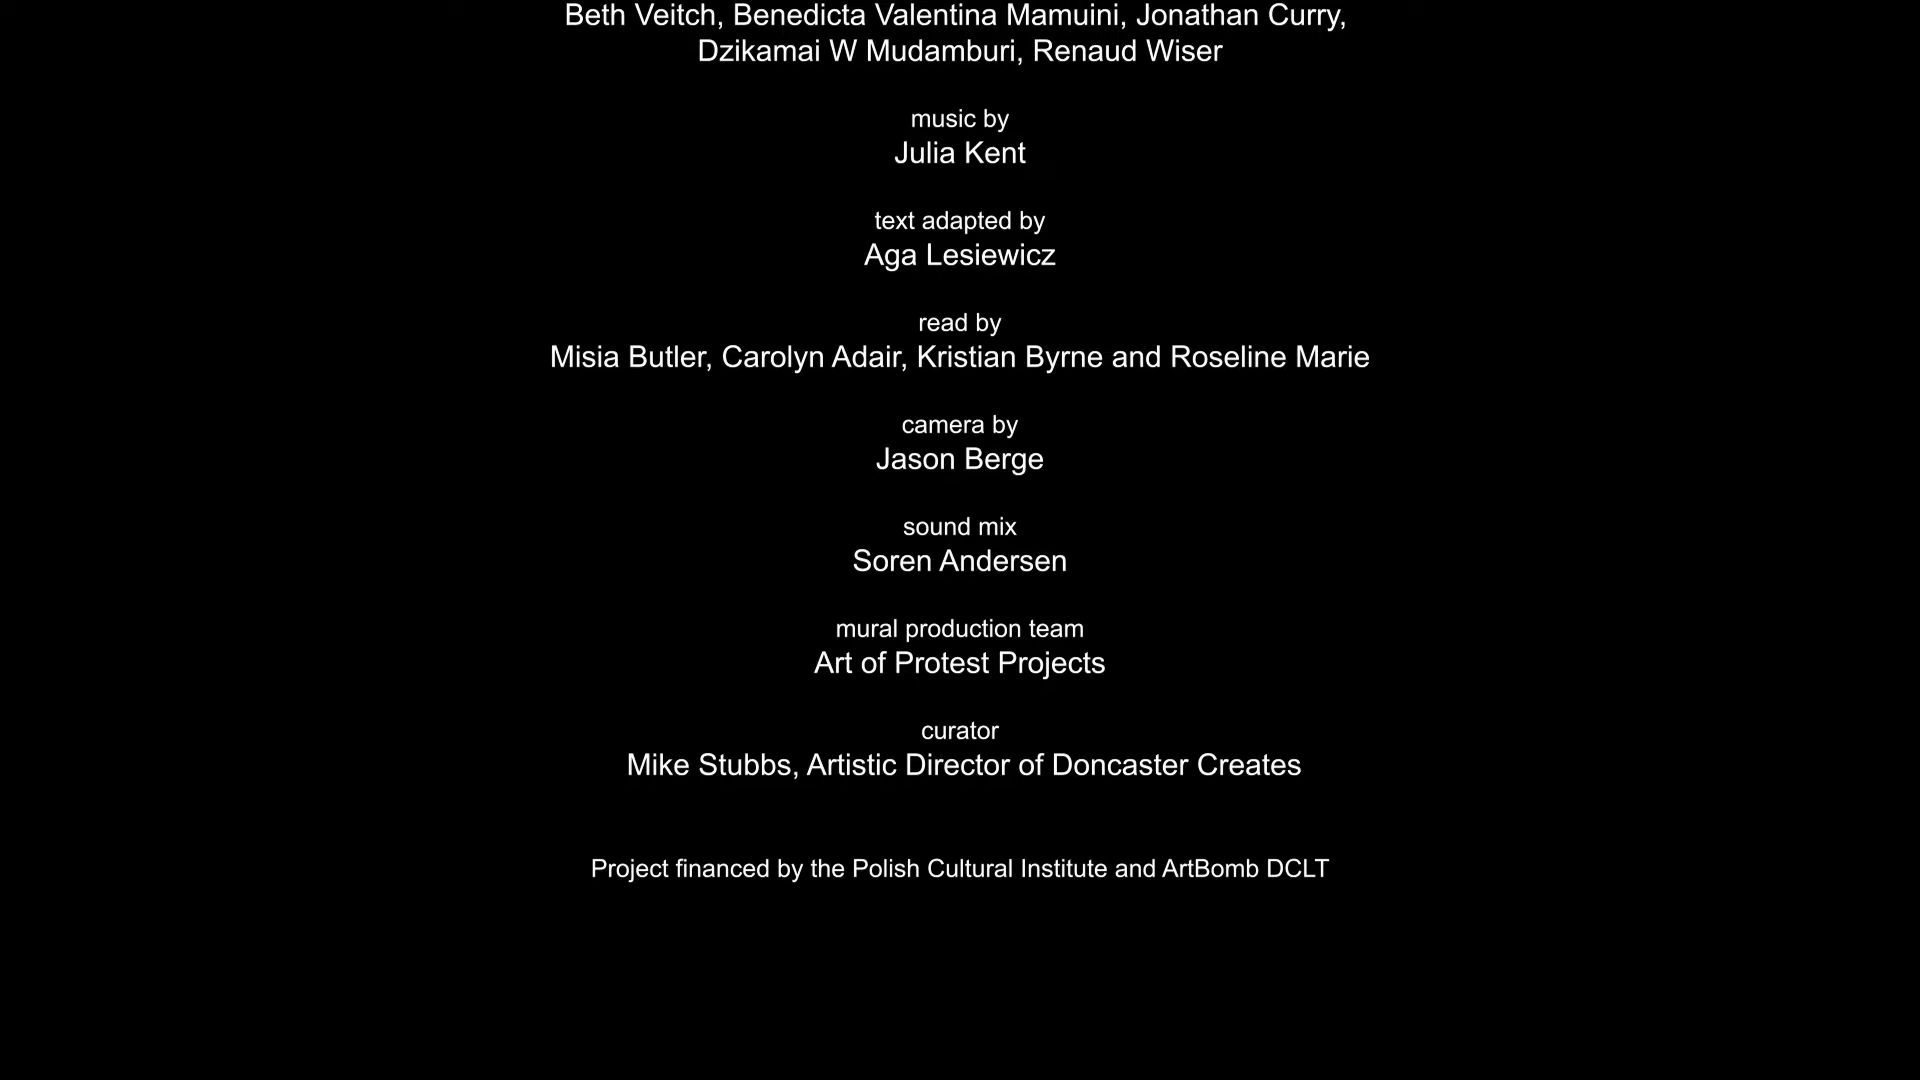 Beth Veitch, Benedicta Valentina Mamuini, Jonathan Curry,
Dzikamai W Mudamburi, Renaud Wiser
music by
Julia Kent
text adapted by
Aga Lesiewicz
read by
Misia Butler, Carolyn Adair, Kristian Byrne and Roseline Marie
camera by
Jason Berge
sound mix
Soren Andersen
mural production team
Art of Protest Projects
curator
Mike Stubbs, Artistic Director of Doncaster Creates
Project financed by the Polish Cultural Institute and ArtBomb DCLT